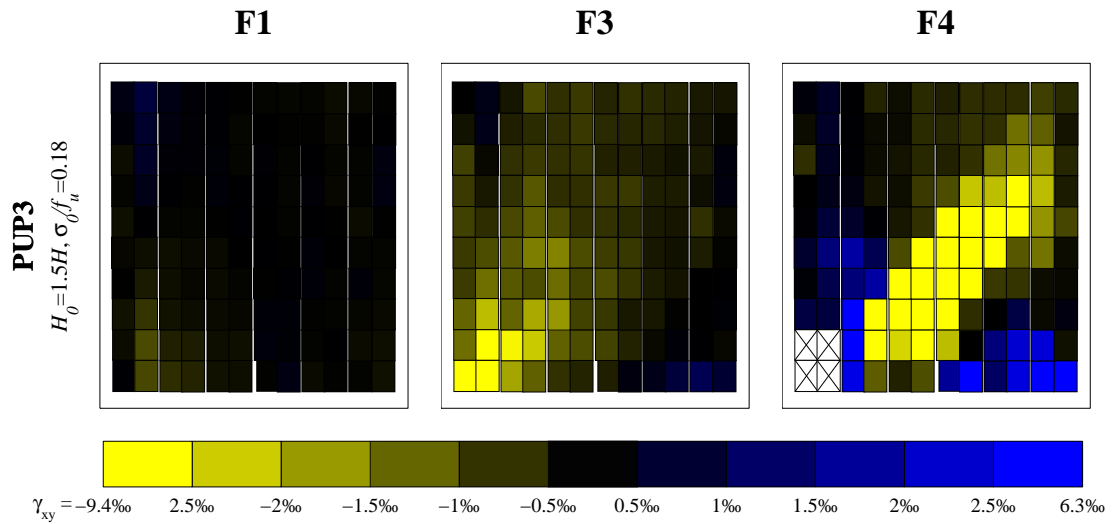 F1 F3 F4
PUP3
H₀=1.5H, σ₀/fᵤ=0.18
γxy = −9.4‰ 2.5‰ −2‰ −1.5‰ −1‰ −0.5‰ 0.5‰ 1‰ 1.5‰ 2‰ 2.5‰ 6.3‰